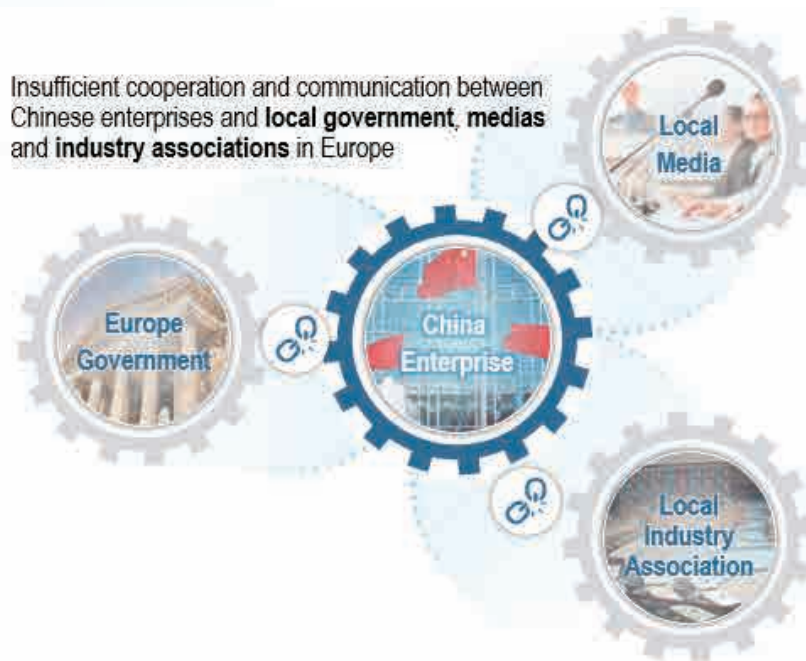 Insufficient cooperation and communication between
Chinese enterprises and local government, medias
and industry associations in Europe
Local
Media
Europe
Government
China
Enterprise
Local
Industry
Association